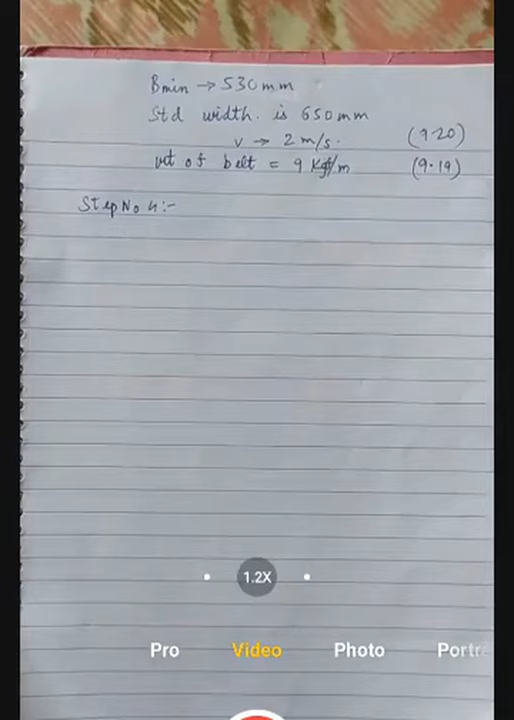 Bmin → 530 mm
Std width. is 650 mm
v → 2 m/s. (9.20)
wt of belt = 9 Kgf/m (9.19)
Step No 4:-
1.2X
Pro Video Photo Portr